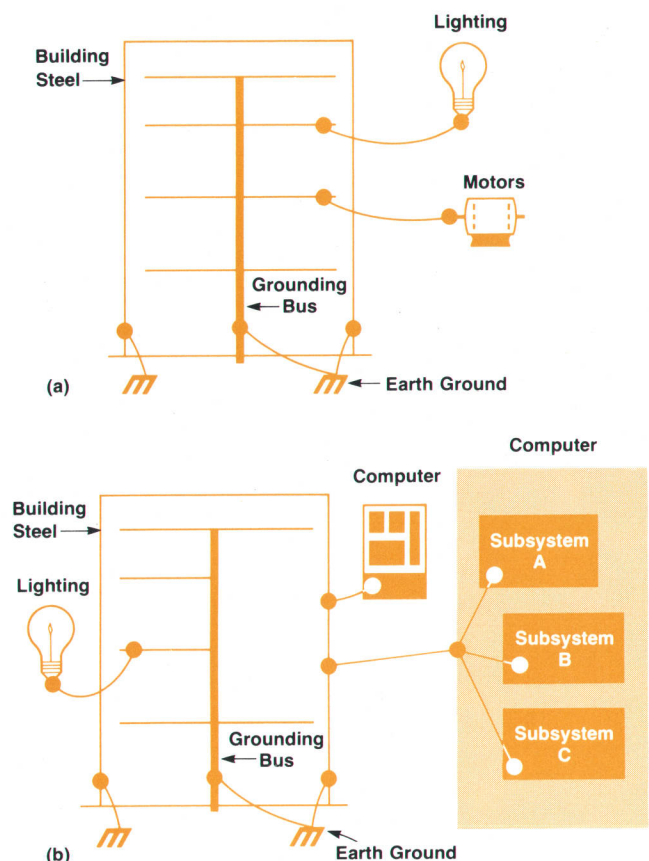 Building
Steel
Lighting
Motors
Grounding
Bus
Earth Ground
(a)
Computer
Computer
Building
Steel
Lighting
Subsystem
A
Subsystem
B
Subsystem
C
Grounding
Bus
Earth Ground
(b)